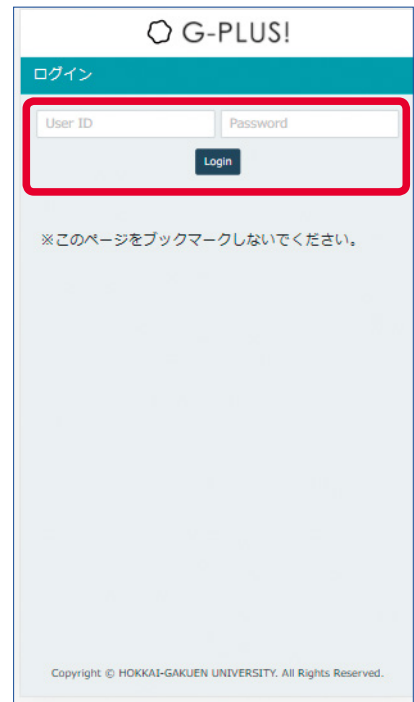 G-PLUS!
ログイン
User ID Password
Login
※このページをブックマークしないでください。
Copyright © HOKKAI-GAKUEN UNIVERSITY. All Rights Reserved.